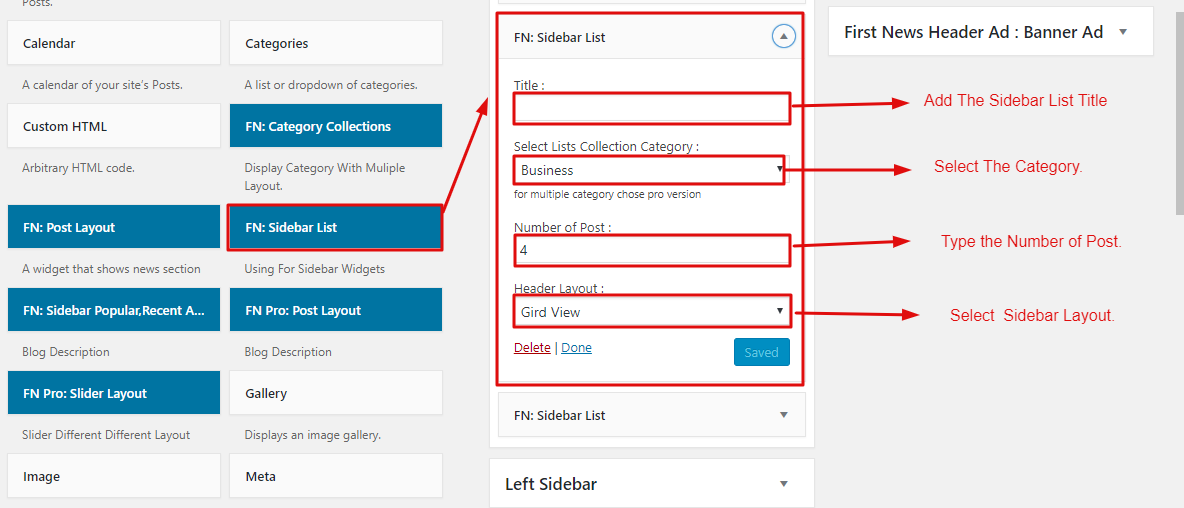 Posts.
Calendar
Categories
A calendar of your site's Posts.
A list or dropdown of categories.
Custom HTML
FN: Category Collections
Arbitrary HTML code.
Display Category With Muliple
Layout.
FN: Post Layout
FN: Sidebar List
A widget that shows news section
Using For Sidebar Widgets
FN: Sidebar Popular,Recent A...
FN Pro: Post Layout
Blog Description
Blog Description
FN Pro: Slider Layout
Gallery
Slider Different Different Layout
Displays an image gallery.
Image
Meta
FN: Sidebar List
Title :
Select Lists Collection Category :
Business
for multiple category chose pro version
Number of Post :
4
Header Layout :
Gird View
Delete | Done
Saved
FN: Sidebar List
Left Sidebar
First News Header Ad : Banner Ad
Add The Sidebar List Title
Select The Category.
Type the Number of Post.
Select Sidebar Layout.